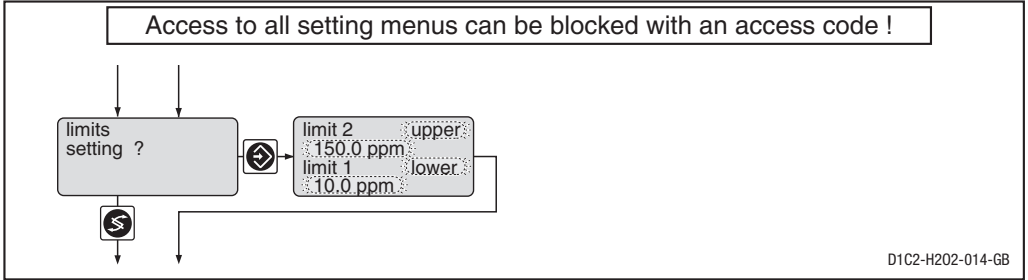 Access to all setting menus can be blocked with an access code !
limits
setting ?
limit 2 upper
150.0 ppm
limit 1 lower
10.0 ppm
D1C2-H202-014-GB